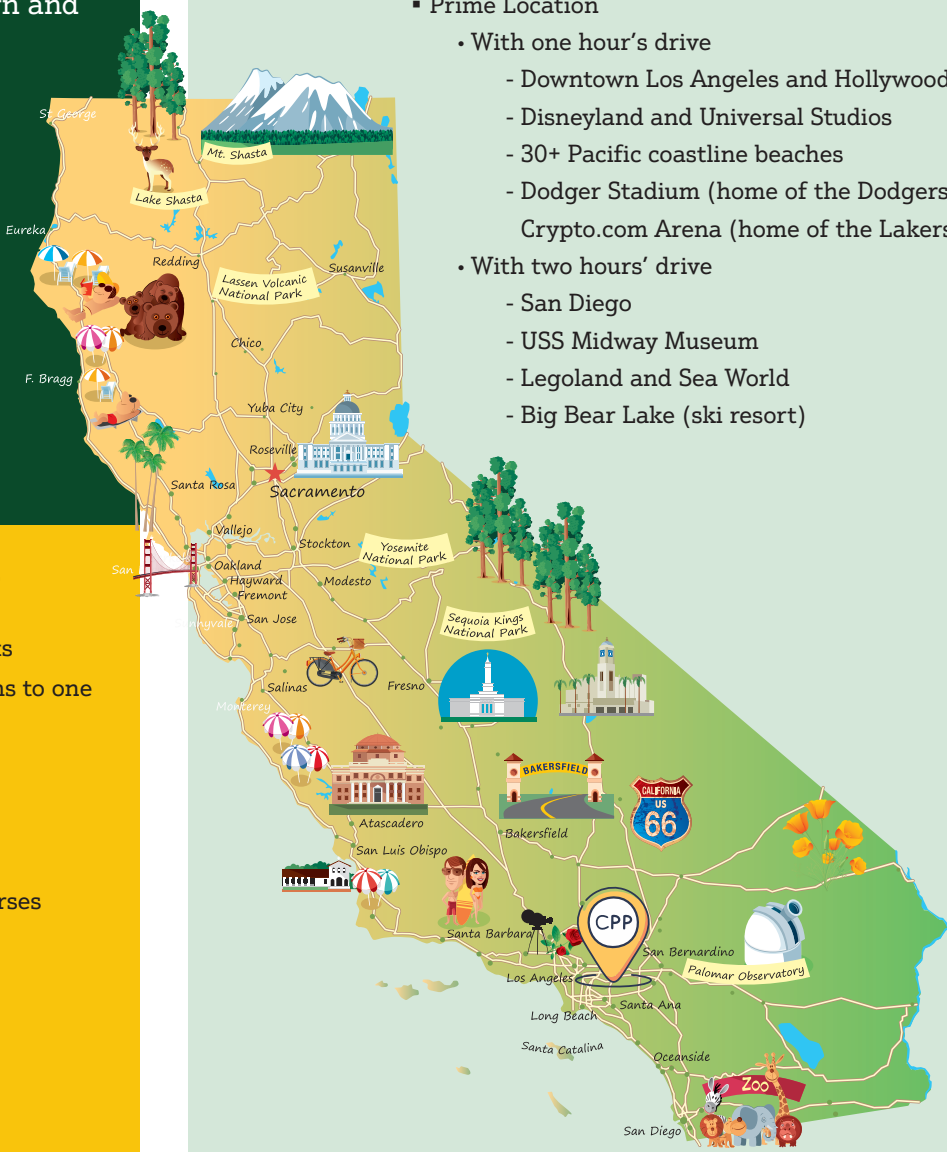 n and
▪ Prime Location
• With one hour's drive
- Downtown Los Angeles and Hollywood
- Disneyland and Universal Studios
- 30+ Pacific coastline beaches
- Dodger Stadium (home of the Dodgers
Crypto.com Arena (home of the Lakers
• With two hours' drive
- San Diego
- USS Midway Museum
- Legoland and Sea World
- Big Bear Lake (ski resort)
St George
Mt. Shasta
Lake Shasta
Eureka
Redding
Susanville
Lassen Volcanic
National Park
Chico
F. Bragg
Yuba City
Roseville
Santa Rosa
Sacramento
Vallejo
Stockton
Yosemite
National Park
San
Oakland
Hayward
Modesto
Fremont
nnyvale
San Jose
Sequoia Kings
National Park
ts
ns to one
Salinas
Fresno
Monterey
BAKERSFIELD
CALIFORNIA
US
66
Atascadero
Bakersfield
San Luis Obispo
rses
CPP
Santa Barbara
San Bernardino
Los Angeles
Palomar Observatory
Long Beach
Santa Ana
Santa Catalina
Oceanside
ZOO
San Diego